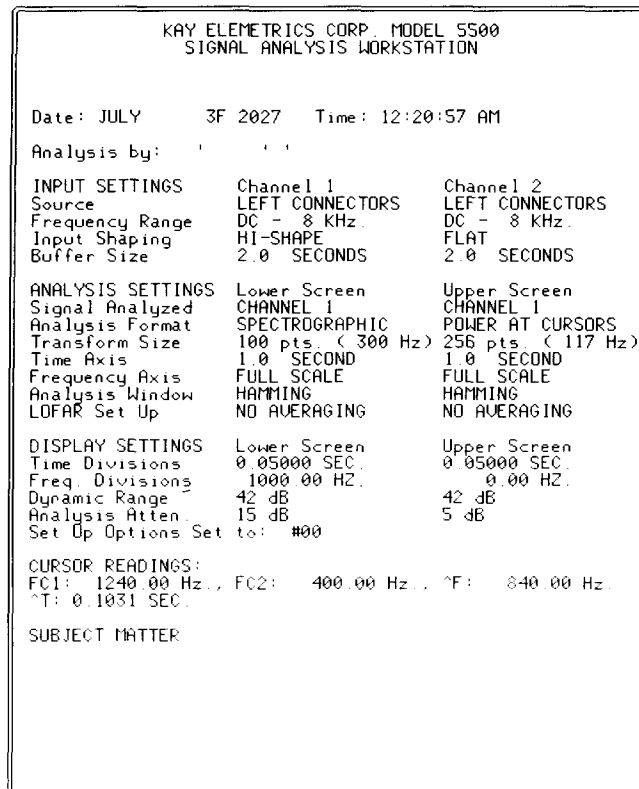 KAY ELEMETRICS CORP. MODEL 5500
SIGNAL ANALYSIS WORKSTATION
Date: JULY 3F 2027 Time: 12:20:57 AM
Analysis by: ' ' '
INPUT SETTINGS Channel 1 Channel 2
Source LEFT CONNECTORS LEFT CONNECTORS
Frequency Range DC - 8 KHz. DC - 8 KHz.
Input Shaping HI-SHAPE FLAT
Buffer Size 2.0 SECONDS 2.0 SECONDS
ANALYSIS SETTINGS Lower Screen Upper Screen
Signal Analyzed CHANNEL 1 CHANNEL 1
Analysis Format SPECTROGRAPHIC POWER AT CURSORS
Transform Size 100 pts. ( 300 Hz) 256 pts. ( 117 Hz)
Time Axis 1.0 SECOND 1.0 SECOND
Frequency Axis FULL SCALE FULL SCALE
Analysis Window HAMMING HAMMING
LOFAR Set Up NO AVERAGING NO AVERAGING
DISPLAY SETTINGS Lower Screen Upper Screen
Time Divisions 0.05000 SEC. 0.05000 SEC.
Freq. Divisions 1000.00 HZ. 0.00 HZ.
Dynamic Range 42 dB 42 dB
Analysis Atten. 15 dB 5 dB
Set Up Options Set to: #00
CURSOR READINGS:
FC1: 1240.00 Hz., FC2: 400.00 Hz., ^F: 840.00 Hz.
^T: 0.1031 SEC.
SUBJECT MATTER